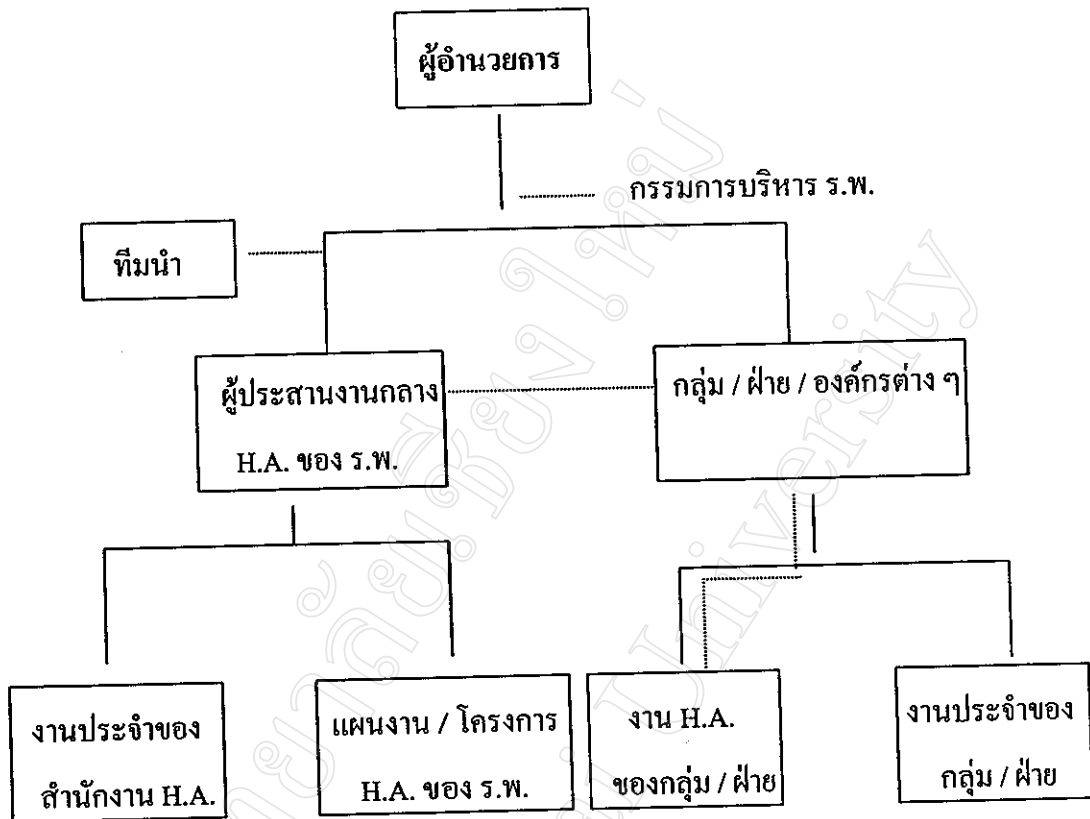 ผู้อำนวยการ
กรรมการบริหาร ร.พ.
ทีมนำ
ผู้ประสานงานกลาง
H.A. ของ ร.พ.
กลุ่ม / ฝ่าย / องค์กรต่าง ๆ
งานประจำของ
สำนักงาน H.A.
แผนงาน / โครงการ
H.A. ของ ร.พ.
งาน H.A.
ของกลุ่ม / ฝ่าย
งานประจำของ
กลุ่ม / ฝ่าย
University
University